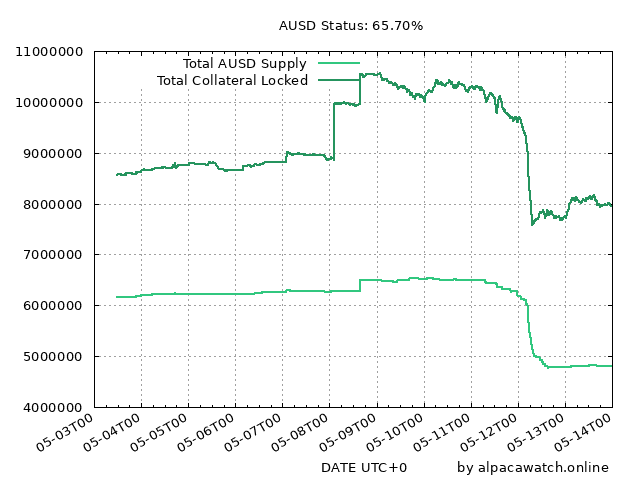 AUSD Status: 65.70%
11000000
Total AUSD Supply
Total Collateral Locked
10000000
9000000
8000000
7000000
6000000
5000000
4000000
05-03T00 05-04T00 05-05T00 05-06T00 05-07T00 05-08T00 05-09T00 05-10T00 05-11T00 05-12T00 05-13T00 05-14T00
DATE UTC+0 by alpacawatch.online